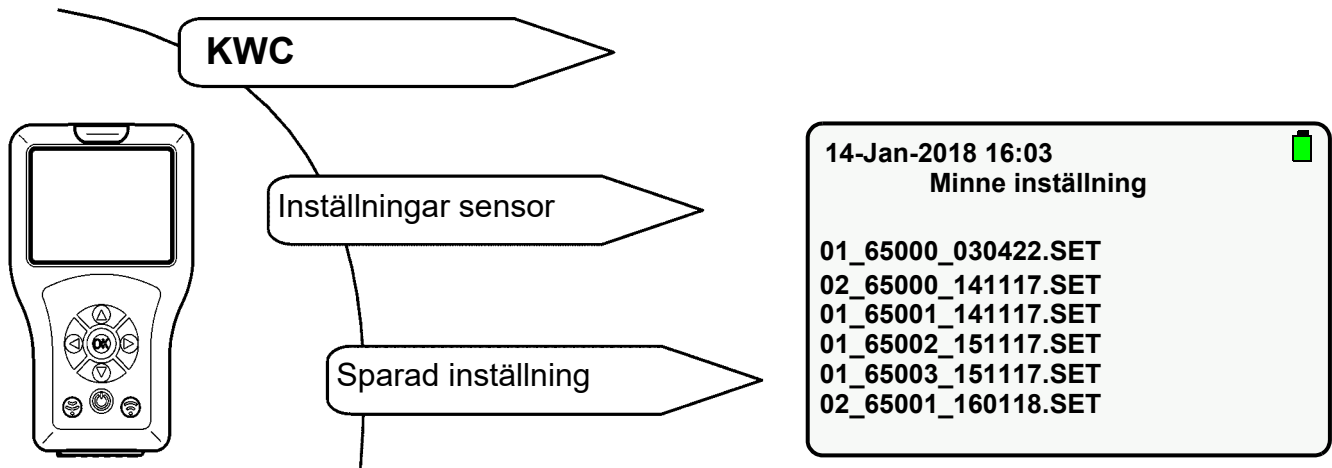 KWC
Inställningar sensor
Sparad inställning
OK
14-Jan-2018 16:03
Minne inställning
01_65000_030422.SET
02_65000_141117.SET
01_65001_141117.SET
01_65002_151117.SET
01_65003_151117.SET
02_65001_160118.SET